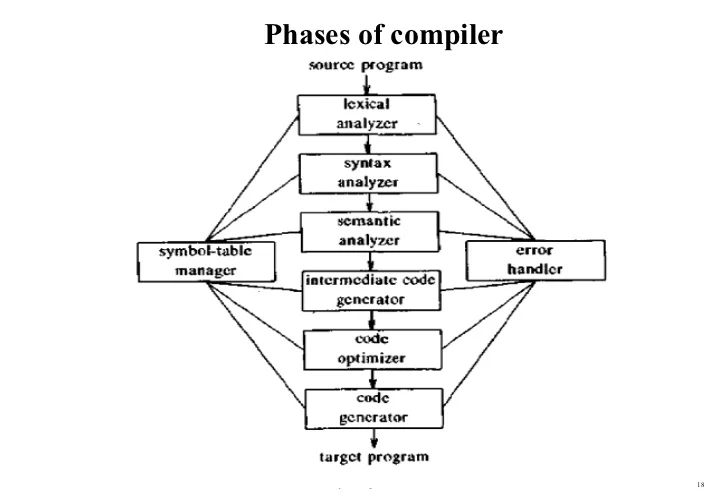 Phases of compiler
source program
lexical
analyzer
syntax
analyzer
semantic
analyzer
symbol-table
manager
error
handler
intermediate code
generator
code
optimizer
code
generator
target program
18